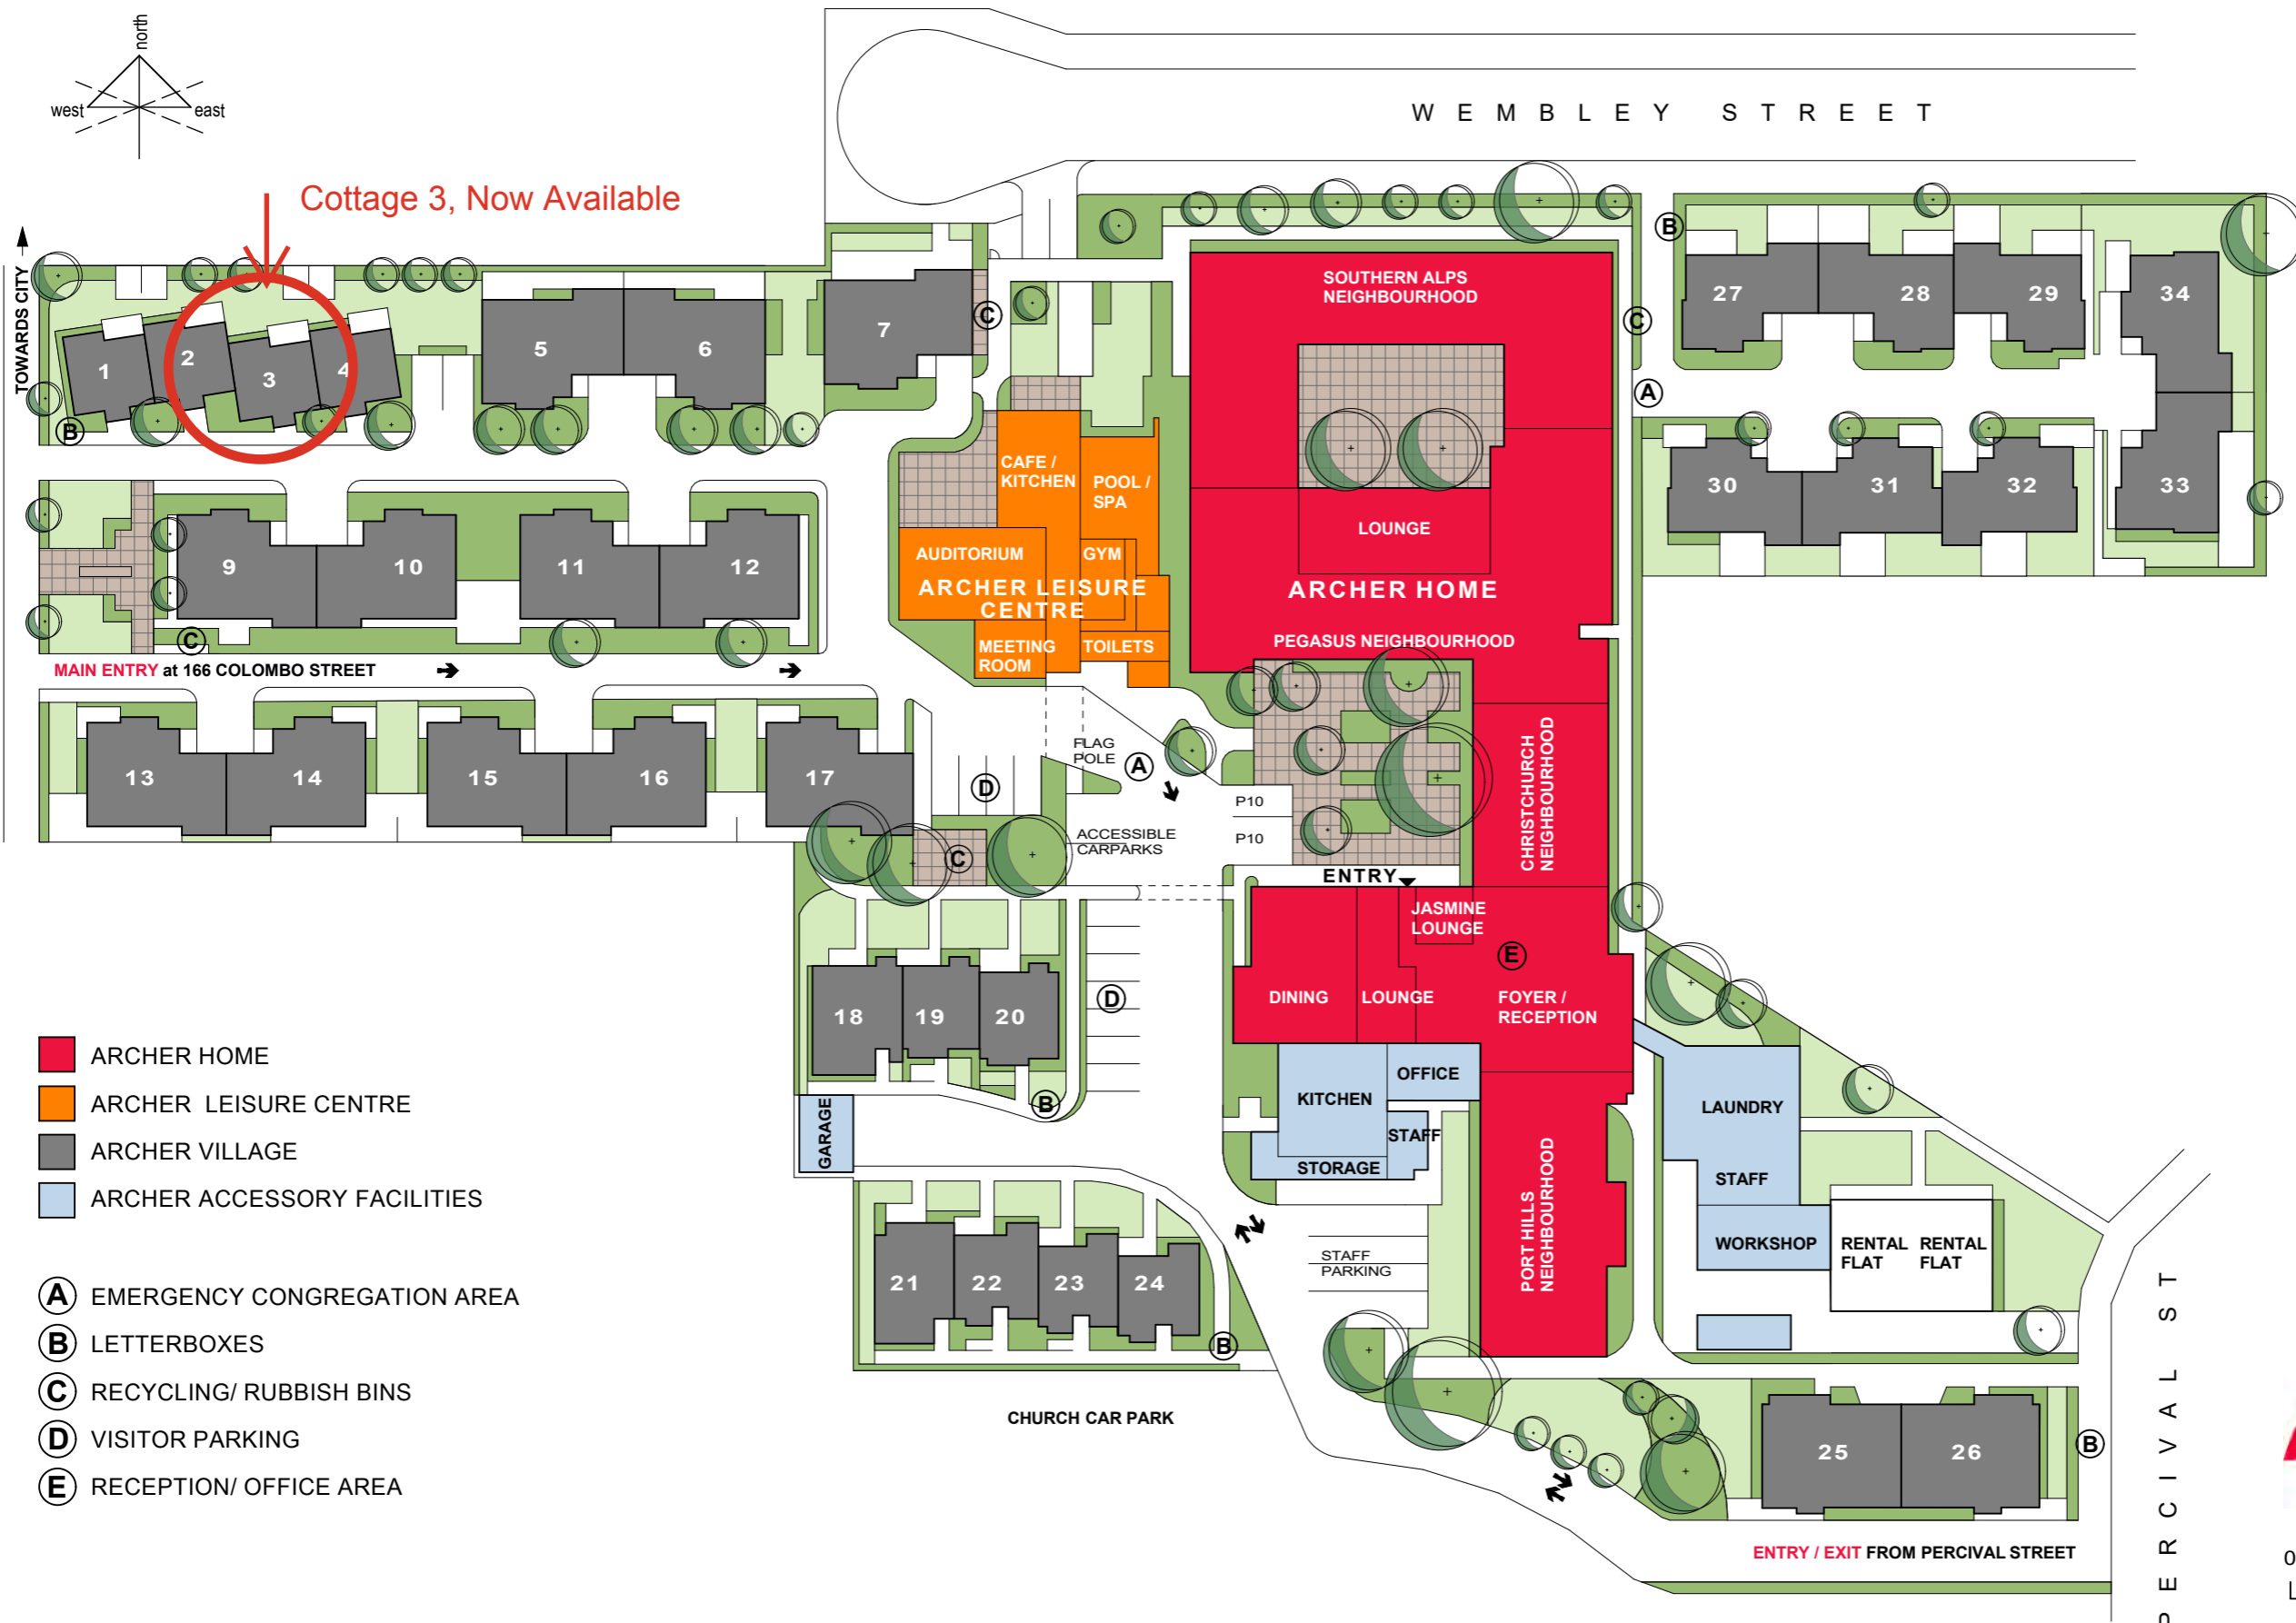 north
west
east
WEMBLEY STREET
Cottage 3, Now Available
TOWARDS CITY
1
2
3
4
5
6
7
B
C
SOUTHERN ALPS
NEIGHBOURHOOD
B
C
A
27
28
29
34
30
31
32
33
CAFE /
KITCHEN
POOL /
SPA
LOUNGE
AUDITORIUM
GYM
ARCHER LEISURE
CENTRE
MEETING
ROOM
TOILETS
ARCHER HOME
PEGASUS NEIGHBOURHOOD
9
10
11
12
C
MAIN ENTRY at 166 COLOMBO STREET
13
14
15
16
17
FLAG
POLE
A
D
P10
P10
ACCESSIBLE
CARPARKS
C
CHRISTCHURCH
NEIGHBOURHOOD
ENTRY
JASMINE
LOUNGE
E
DINING
LOUNGE
FOYER /
RECEPTION
18
19
20
D
B
GARAGE
KITCHEN
OFFICE
STAFF
STORAGE
LAUNDRY
STAFF
WORKSHOP
RENTAL
FLAT
RENTAL
FLAT
PORT HILLS
NEIGHBOURHOOD
STAFF
PARKING
21
22
23
24
B
CHURCH CAR PARK
25
26
B
ENTRY / EXIT FROM PERCIVAL STREET
PERCIVAL ST
ARCHER HOME
ARCHER LEISURE CENTRE
ARCHER VILLAGE
ARCHER ACCESSORY FACILITIES
A EMERGENCY CONGREGATION AREA
B LETTERBOXES
C RECYCLING/ RUBBISH BINS
D VISITOR PARKING
E RECEPTION/ OFFICE AREA